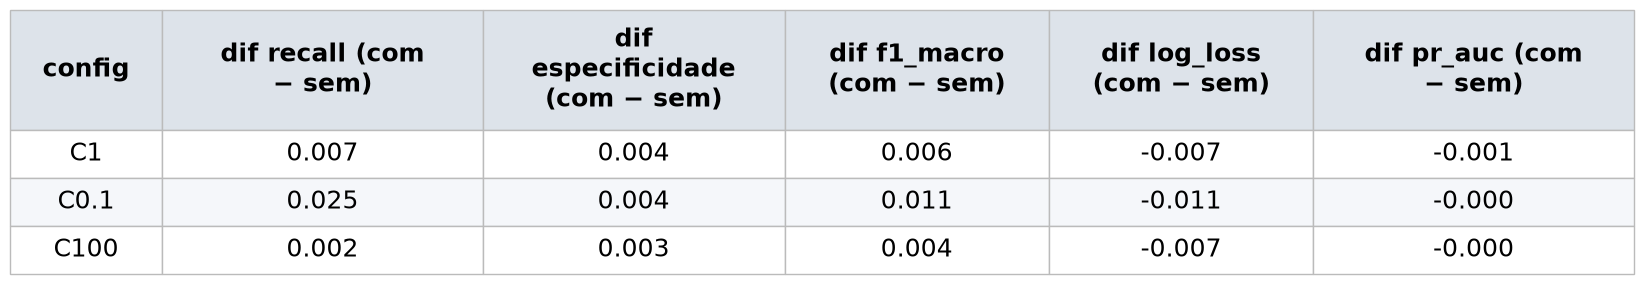 config | dif recall (com − sem) | dif especificidade (com − sem) | dif f1_macro (com − sem) | dif log_loss (com − sem) | dif pr_auc (com − sem)
C1 | 0.007 | 0.004 | 0.006 | -0.007 | -0.001
C0.1 | 0.025 | 0.004 | 0.011 | -0.011 | -0.000
C100 | 0.002 | 0.003 | 0.004 | -0.007 | -0.000